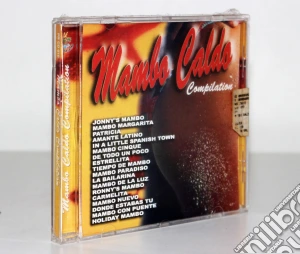 Mambo Caldo
Compilation
JONNY'S MAMBO
MAMBO MARGARITA
PATRICIA
AMANTE LATINO
IN A LITTLE SPANISH TOWN
MAMBO CINQUE
DE TODO UN POCO
ESTRELLITA
TIEMPO DE MAMBO
MAMBO PARADISO
LA BAILARINA
MAMBO DE LA LUZ
RONNY'S MAMBO
CARMELITA
MAMBO NUEVO
DONDE ESTABAS TU
MAMBO CON PUENTE
HOLIDAY MAMBO
Mambo Caldo Compilation